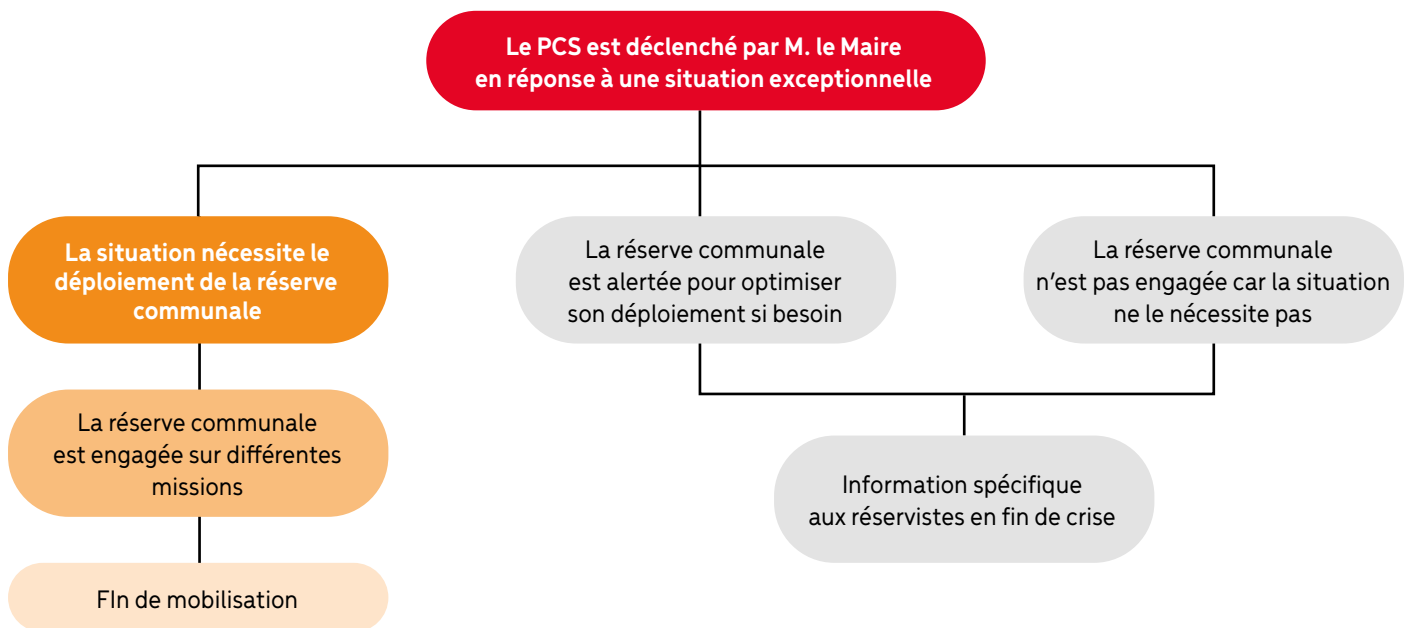 Le PCS est déclenché par M. le Maire
en réponse à une situation exceptionnelle
La situation nécessite le
déploiement de la réserve
communale
La réserve communale
est alertée pour optimiser
son déploiement si besoin
La réserve communale
n'est pas engagée car la situation
ne le nécessite pas
La réserve communale
est engagée sur différentes
missions
Information spécifique
aux réservistes en fin de crise
FIn de mobilisation